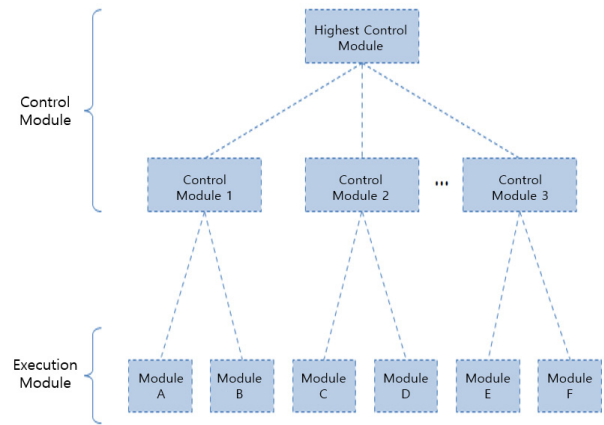 Highest Control
Module
Control
Module
Control
Module 1
Control
Module 2
...
Control
Module 3
Execution
Module
Module
A
Module
B
Module
C
Module
D
Module
E
Module
F